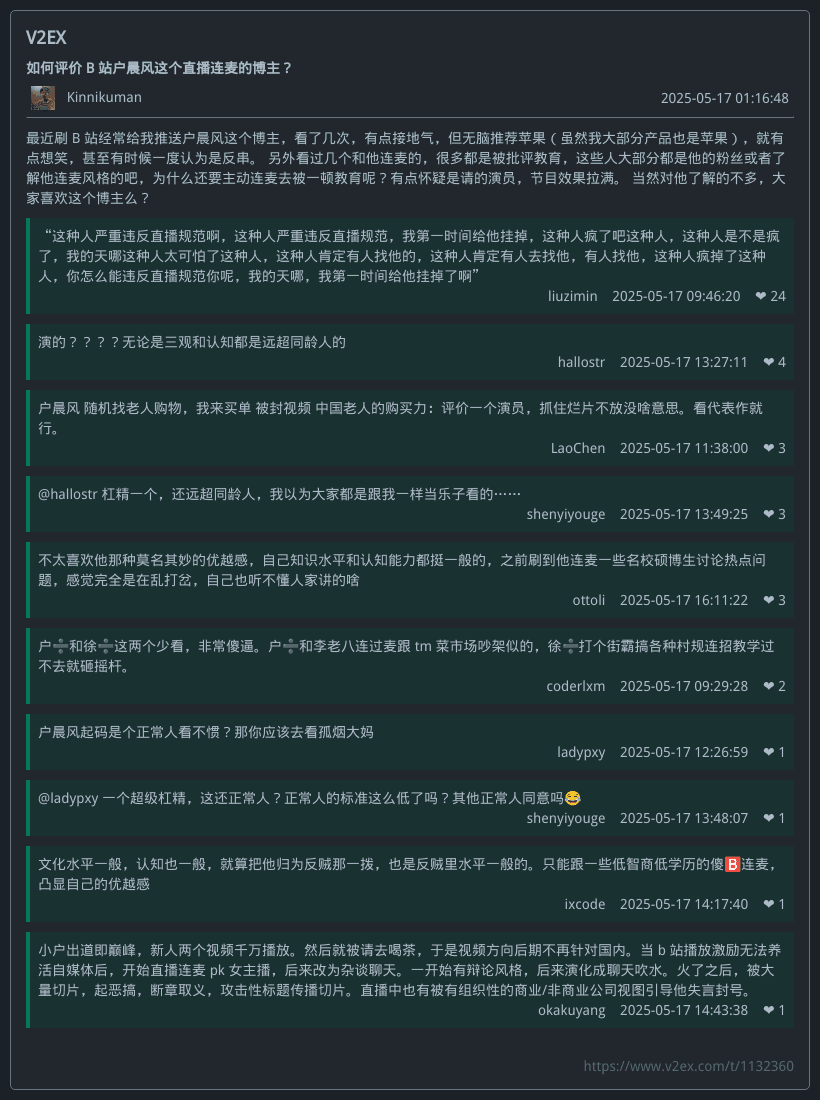 V2EX
如何评价 B 站户晨风这个直播连麦的博主？
Kinnikuman 2025-05-17 01:16:48
最近刷 B 站经常给我推送户晨风这个博主，看了几次，有点接地气，但无脑推荐苹果（虽然我大部分产品也是苹果），就有
点想笑，甚至有时候一度认为是反串。 另外看过几个和他连麦的，很多都是被批评教育，这些人大部分都是他的粉丝或者了
解他连麦风格的吧，为什么还要主动连麦去被一顿教育呢？有点怀疑是请的演员，节目效果拉满。 当然对他了解的不多，大
家喜欢这个博主么？
“这种人严重违反直播规范啊，这种人严重违反直播规范，我第一时间给他挂掉，这种人疯了吧这种人，这种人是不是疯
了，我的天哪这种人太可怕了这种人，这种人肯定有人找他的，这种人肯定有人去找他，有人找他，这种人疯掉了这种
人，你怎么能违反直播规范你呢，我的天哪，我第一时间给他挂掉了啊”
liuzimin 2025-05-17 09:46:20 ❤ 24
演的？？？？无论是三观和认知都是远超同龄人的
hallostr 2025-05-17 13:27:11 ❤ 4
户晨风 随机找老人购物，我来买单 被封视频 中国老人的购买力：评价一个演员，抓住烂片不放没啥意思。看代表作就
行。
LaoChen 2025-05-17 11:38:00 ❤ 3
@hallostr 杠精一个，还远超同龄人，我以为大家都是跟我一样当乐子看的……
shenyiyouge 2025-05-17 13:49:25 ❤ 3
不太喜欢他那种莫名其妙的优越感，自己知识水平和认知能力都挺一般的，之前刷到他连麦一些名校硕博生讨论热点问
题，感觉完全是在乱打岔，自己也听不懂人家讲的啥
ottoli 2025-05-17 16:11:22 ❤ 3
户➗和徐➗这两个少看，非常傻逼。户➗和李老八连过麦跟 tm 菜市场吵架似的，徐➗打个街霸搞各种村规连招教学过
不去就砸摇杆。
coderlxm 2025-05-17 09:29:28 ❤ 2
户晨风起码是个正常人看不惯？那你应该去看孤烟大妈
ladypxy 2025-05-17 12:26:59 ❤ 1
@ladypxy 一个超级杠精，这还正常人？正常人的标准这么低了吗？其他正常人同意吗😂
shenyiyouge 2025-05-17 13:48:07 ❤ 1
文化水平一般，认知也一般，就算把他归为反贼那一拨，也是反贼里水平一般的。只能跟一些低智商低学历的傻🅱连麦，
凸显自己的优越感
ixcode 2025-05-17 14:17:40 ❤ 1
小户出道即巅峰，新人两个视频千万播放。然后就被请去喝茶，于是视频方向后期不再针对国内。当 b 站播放激励无法养
活自媒体后，开始直播连麦 pk 女主播，后来改为杂谈聊天。一开始有辩论风格，后来演化成聊天吹水。火了之后，被大
量切片，起恶搞，断章取义，攻击性标题传播切片。直播中也有被有组织性的商业/非商业公司视图引导他失言封号。
okakuyang 2025-05-17 14:43:38 ❤ 1
https://www.v2ex.com/t/1132360